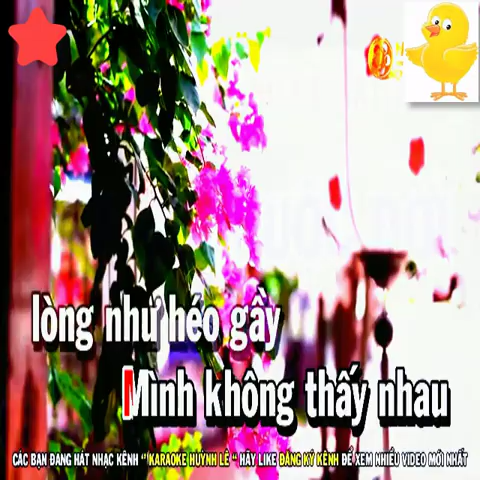 lòng như héo gầy
Mình không thấy nhau
CÁC BẠN ĐANG HÁT NHẠC KÊNH " KARAOKE HUỲNH LÊ " HÃY LIKE ĐĂNG KÝ KÊNH ĐỂ XEM NHIỀU VIDEO MỚI NHẤT